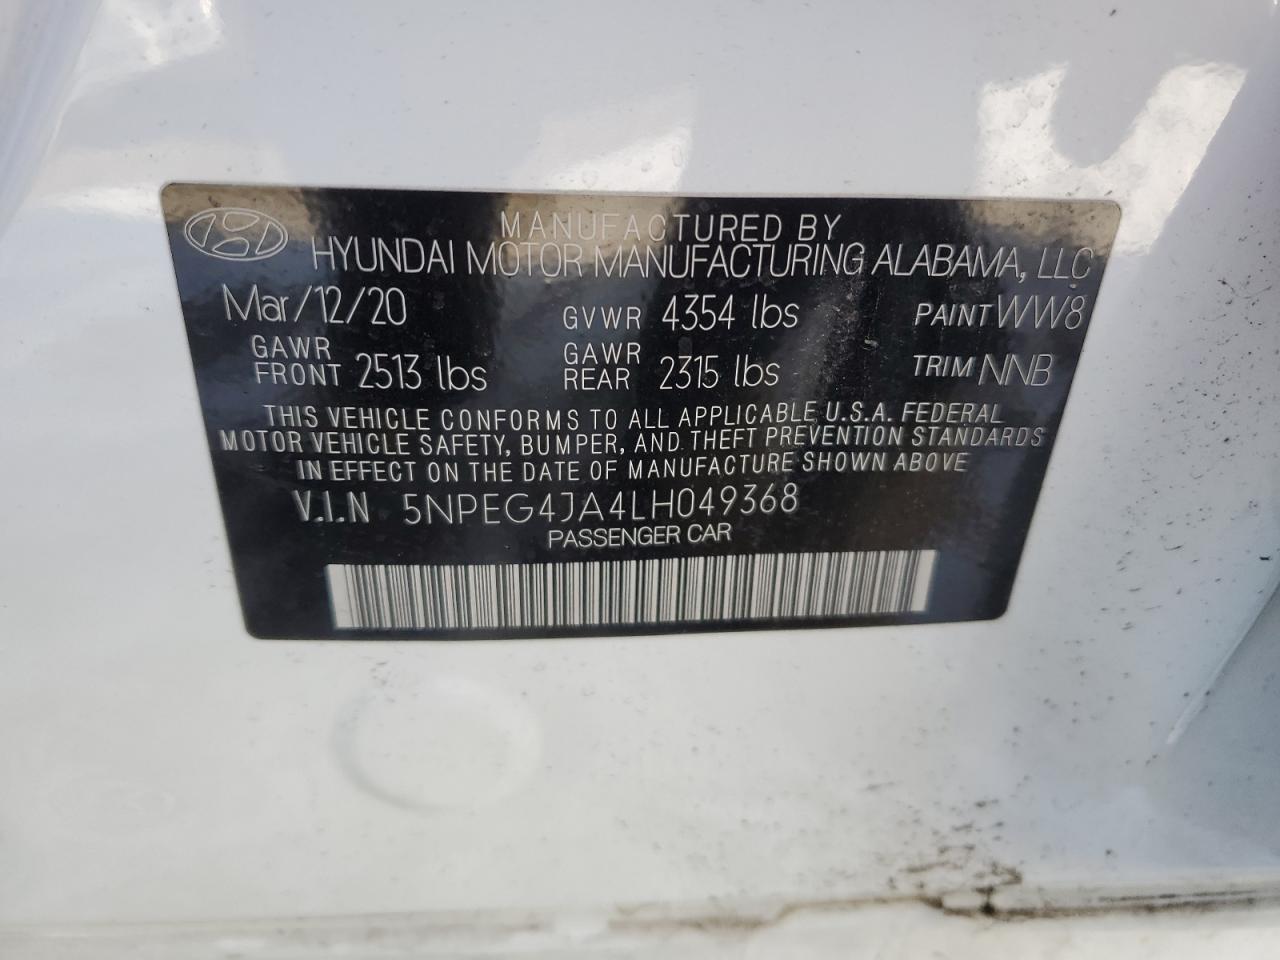 MANUFACTURED BY
HYUNDAI MOTOR MANUFACTURING ALABAMA, LLC
Mar/12/20 GVWR 4354 lbs PAINT WW8
GAWR FRONT 2513 lbs GAWR REAR 2315 lbs TRIM NNB
THIS VEHICLE CONFORMS TO ALL APPLICABLE U.S.A. FEDERAL
MOTOR VEHICLE SAFETY, BUMPER, AND THEFT PREVENTION STANDARDS
IN EFFECT ON THE DATE OF MANUFACTURE SHOWN ABOVE
V.I.N 5NPEG4JA4LH049368
PASSENGER CAR